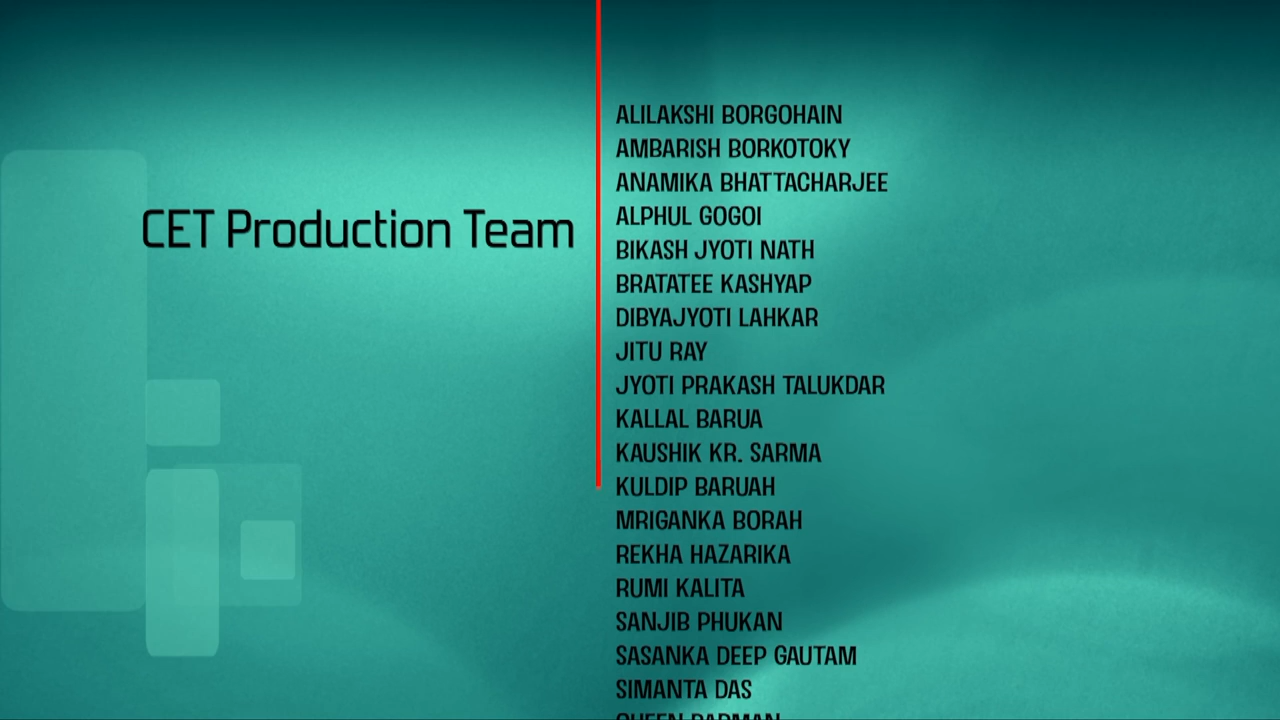 CET Production Team
ALILAKSHI BORGOHAIN
AMBARISH BORKOTOKY
ANAMIKA BHATTACHARJEE
ALPHUL GOGOI
BIKASH JYOTI NATH
BRATATEE KASHYAP
DIBYAJYOTI LAHKAR
JITU RAY
JYOTI PRAKASH TALUKDAR
KALLAL BARUA
KAUSHIK KR. SARMA
KULDIP BARUAH
MRIGANKA BORAH
REKHA HAZARIKA
RUMI KALITA
SANJIB PHUKAN
SASANKA DEEP GAUTAM
SIMANTA DAS